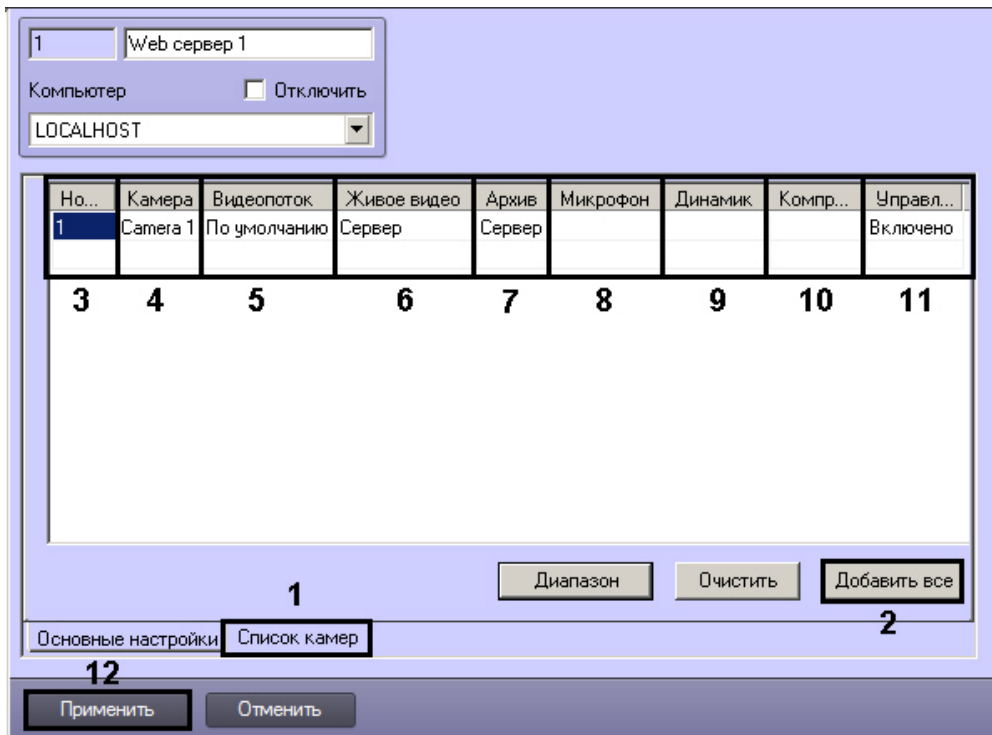 1 Web сервер 1
Компьютер Отключить
LOCALHOST
Но... Камера Видеопоток Живое видео Архив Микрофон Динамик Компр... Управл...
1 Camera 1 По умолчанию Сервер Сервер Включено
3 4 5 6 7 8 9 10 11
Диапазон Очистить Добавить все
1 2
Основные настройки Список камер
12
Применить Отменить